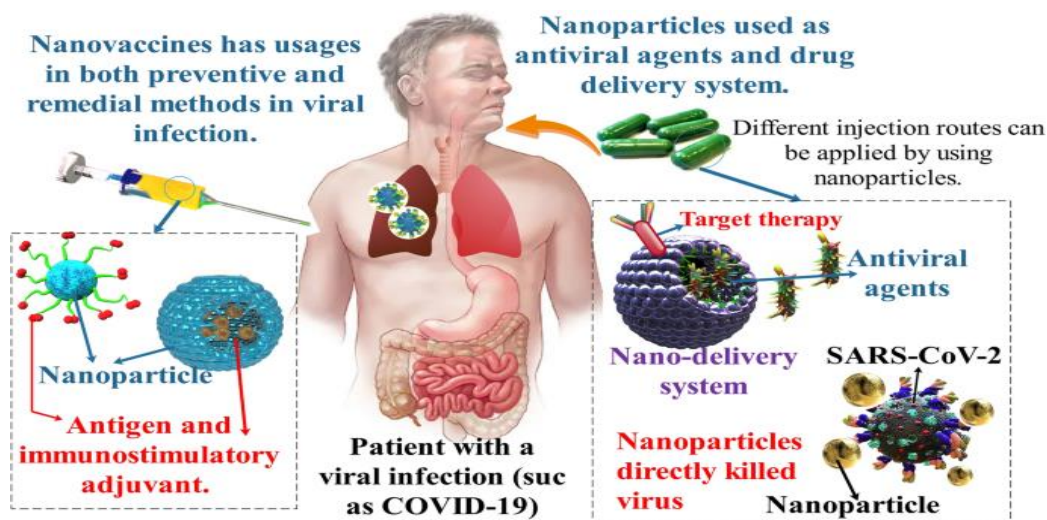 Nanovaccines has usages
in both preventive and
remedial methods in viral
infection.
Nanoparticles used as
antiviral agents and drug
delivery system.
Different injection routes can
be applied by using
nanoparticles.
Nanoparticle
Antigen and
immunostimulatory
adjuvant.
Patient with a
viral infection (suc
as COVID-19)
Target therapy
Antiviral
agents
Nano-delivery
system
SARS-CoV-2
Nanoparticles
directly killed
virus
Nanoparticle